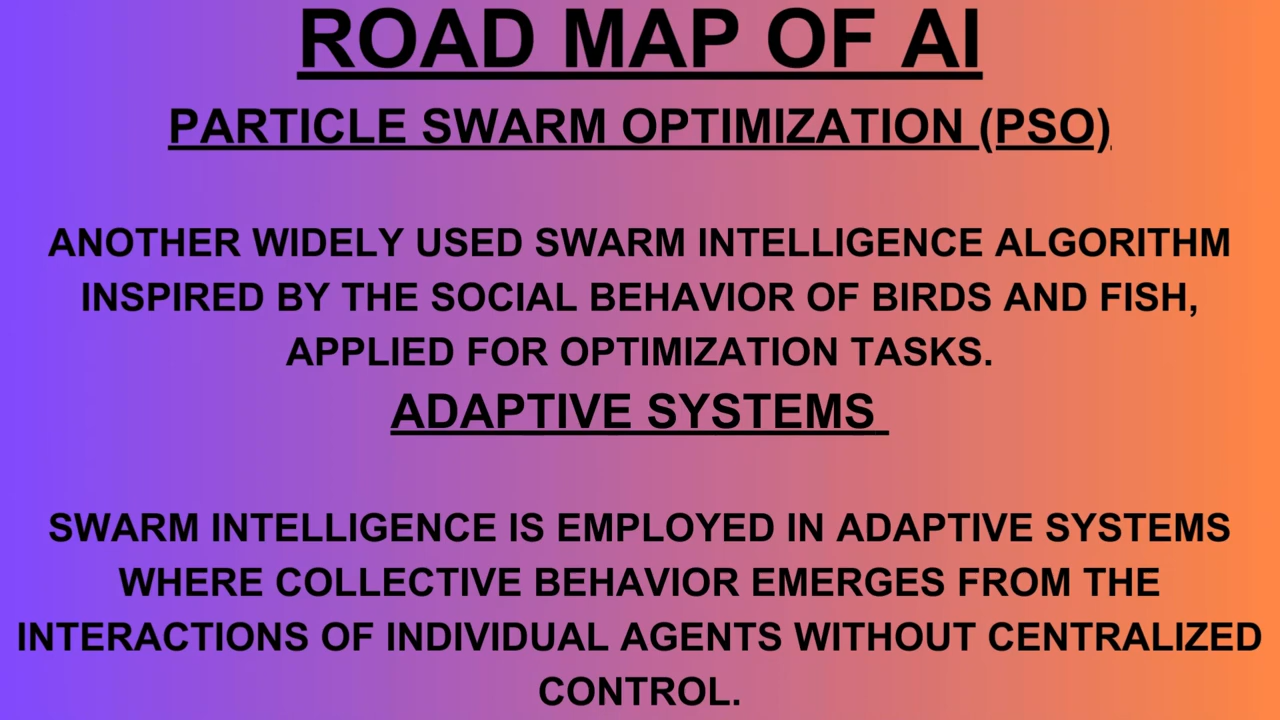 ROAD MAP OF AI
PARTICLE SWARM OPTIMIZATION (PSO)
ANOTHER WIDELY USED SWARM INTELLIGENCE ALGORITHM
INSPIRED BY THE SOCIAL BEHAVIOR OF BIRDS AND FISH,
APPLIED FOR OPTIMIZATION TASKS.
ADAPTIVE SYSTEMS
SWARM INTELLIGENCE IS EMPLOYED IN ADAPTIVE SYSTEMS
WHERE COLLECTIVE BEHAVIOR EMERGES FROM THE
INTERACTIONS OF INDIVIDUAL AGENTS WITHOUT CENTRALIZED
CONTROL.